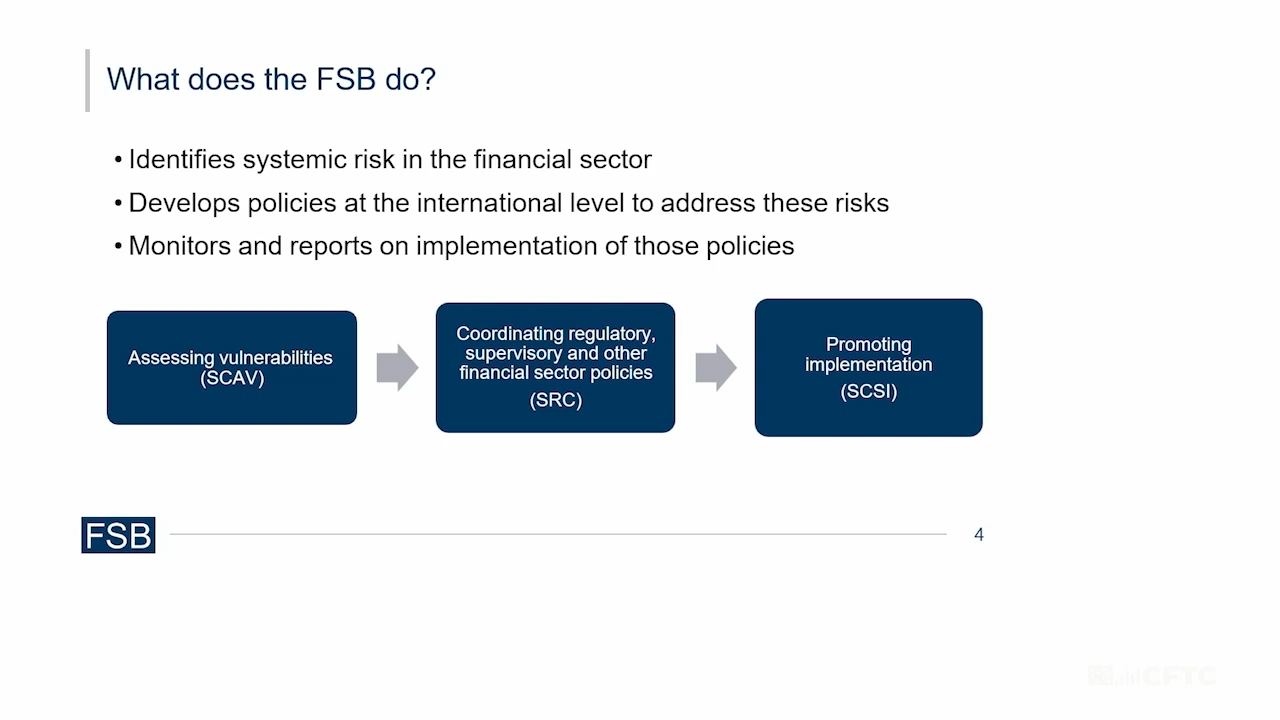 What does the FSB do?
• Identifies systemic risk in the financial sector
• Develops policies at the international level to address these risks
• Monitors and reports on implementation of those policies
Assessing vulnerabilities
(SCAV)
Coordinating regulatory,
supervisory and other
financial sector policies
(SRC)
Promoting
implementation
(SCSI)
FSB
4
CFTC